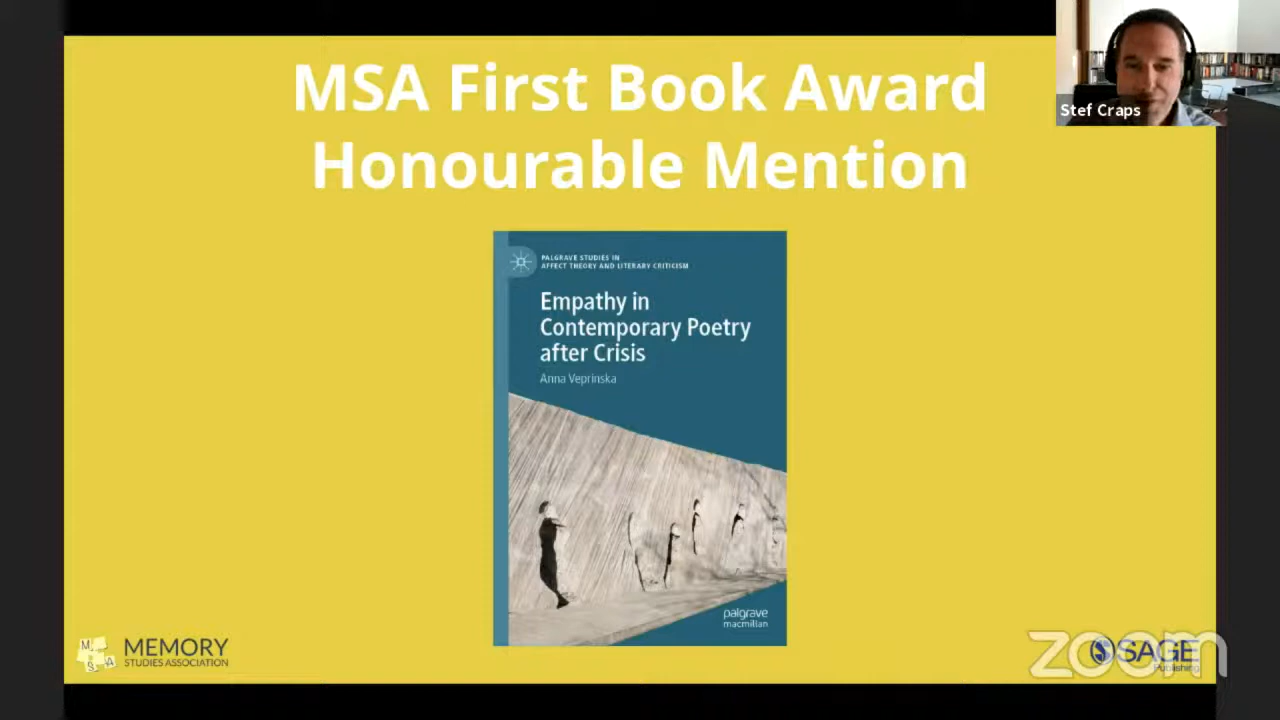 MSA First Book Award
Honourable Mention
Stef Craps
PALGRAVE STUDIES IN
AFFECT THEORY AND LITERARY CRITICISM
Empathy in
Contemporary Poetry
after Crisis
Anna Veprinska
palgrave
macmillan
M
S A
MEMORY
STUDIES ASSOCIATION
zoom
SAGE
Publishing